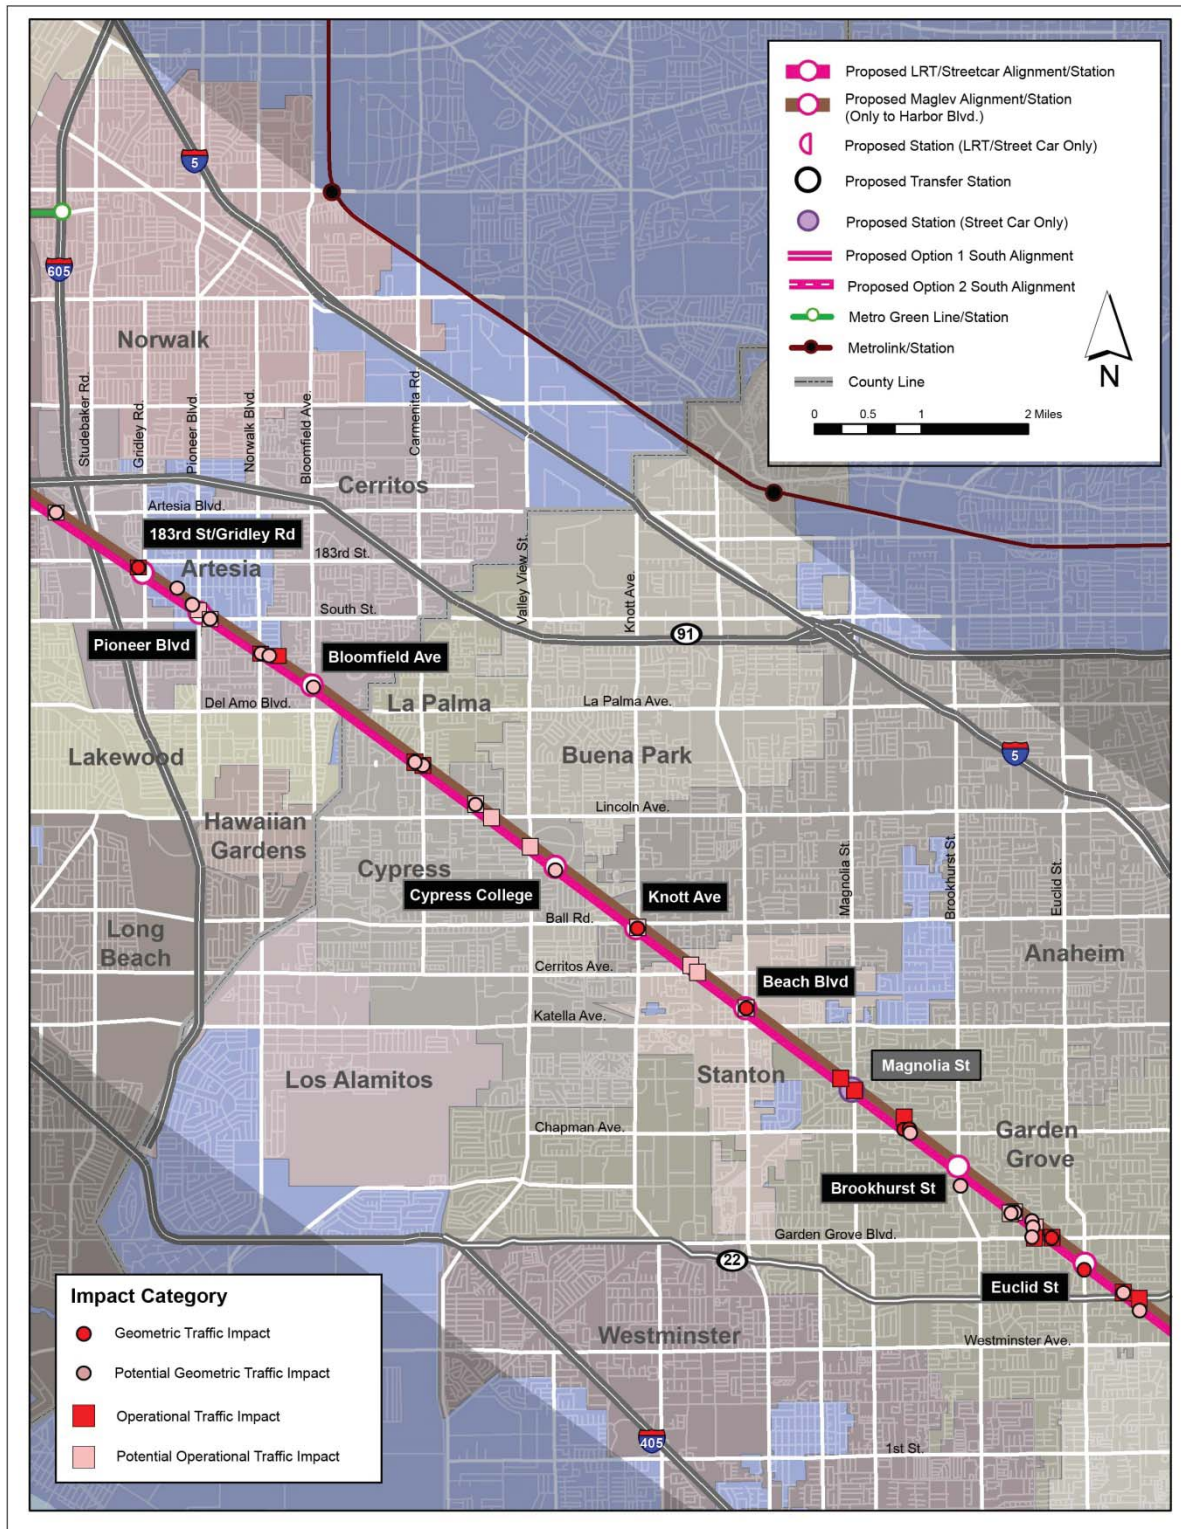 Proposed LRT/Streetcar Alignment/Station
Proposed Maglev Alignment/Station
(Only to Harbor Blvd.)
Proposed Station (LRT/Street Car Only)
Proposed Transfer Station
Proposed Station (Street Car Only)
Proposed Option 1 South Alignment
Proposed Option 2 South Alignment
Metro Green Line/Station
Metrolink/Station
County Line
N
0 0.5 1 2 Miles
5
605
Norwalk
Studebaker Rd.
Gridley Rd.
Pioneer Blvd.
Norwalk Blvd.
Bloomfield Ave.
Carmenita Rd.
Cerritos
Artesia Blvd.
183rd St/Gridley Rd
183rd St.
Artesia
Valley View St.
Knott Ave.
South St.
91
Pioneer Blvd
Bloomfield Ave
Del Amo Blvd.
La Palma
La Palma Ave.
Lakewood
Buena Park
5
Lincoln Ave.
Hawaiian
Gardens
Cypress
Magnolia St.
Brookhurst St.
Euclid St.
Cypress College
Knott Ave
Ball Rd.
Long
Beach
Anaheim
Cerritos Ave.
Beach Blvd
Katella Ave.
Los Alamitos
Stanton
Magnolia St
Chapman Ave.
Garden
Grove
Brookhurst St
Garden Grove Blvd.
22
Euclid St
Westminster
Westminster Ave.
405
1st St.
Impact Category
Geometric Traffic Impact
Potential Geometric Traffic Impact
Operational Traffic Impact
Potential Operational Traffic Impact